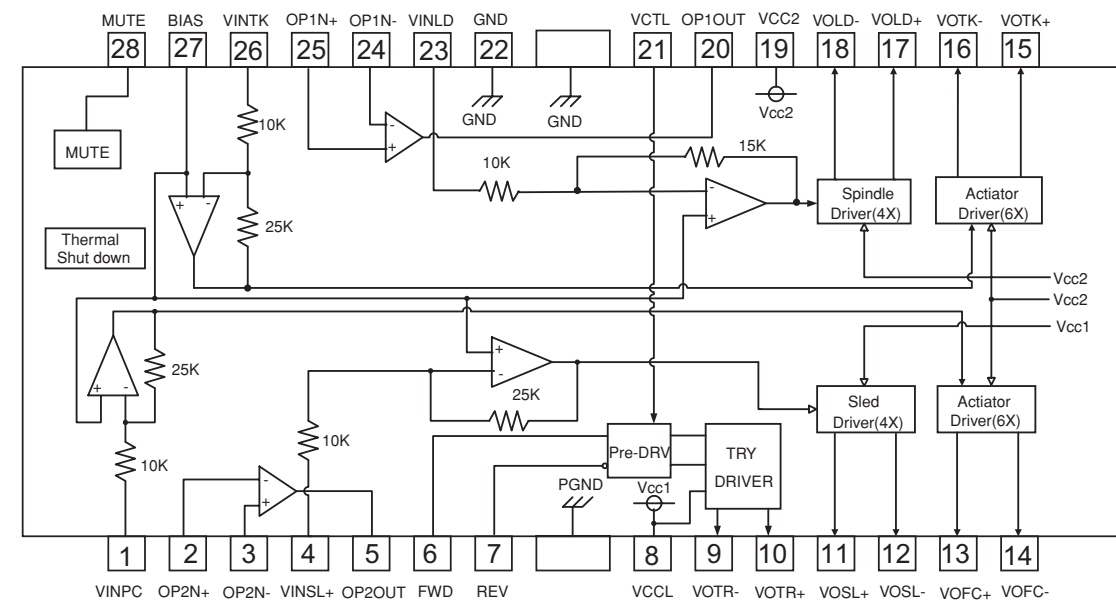 MUTE BIAS VINTK OP1N+ OP1N- VINLD GND VCTL OP1OUT VCC2 VOLD- VOLD+ VOTK- VOTK+
28 27 26 25 24 23 22 21 20 19 18 17 16 15
GND GND Vcc2
10K
MUTE
- +
15K
10K
Spindle
Driver(4X)
Actiator
Driver(6X)
+ -
- +
25K
Thermal
Shut down
Vcc2
Vcc2
Vcc1
+ -
25K
+ -
25K
Sled
Driver(4X)
Actiator
Driver(6X)
10K
10K
Pre-DRV
TRY
DRIVER
- +
PGND
Vcc1
1 2 3 4 5 6 7 8 9 10 11 12 13 14
VINPC OP2N+ OP2N- VINSL+ OP2OUT FWD REV VCCL VOTR- VOTR+ VOSL+ VOSL- VOFC+ VOFC-